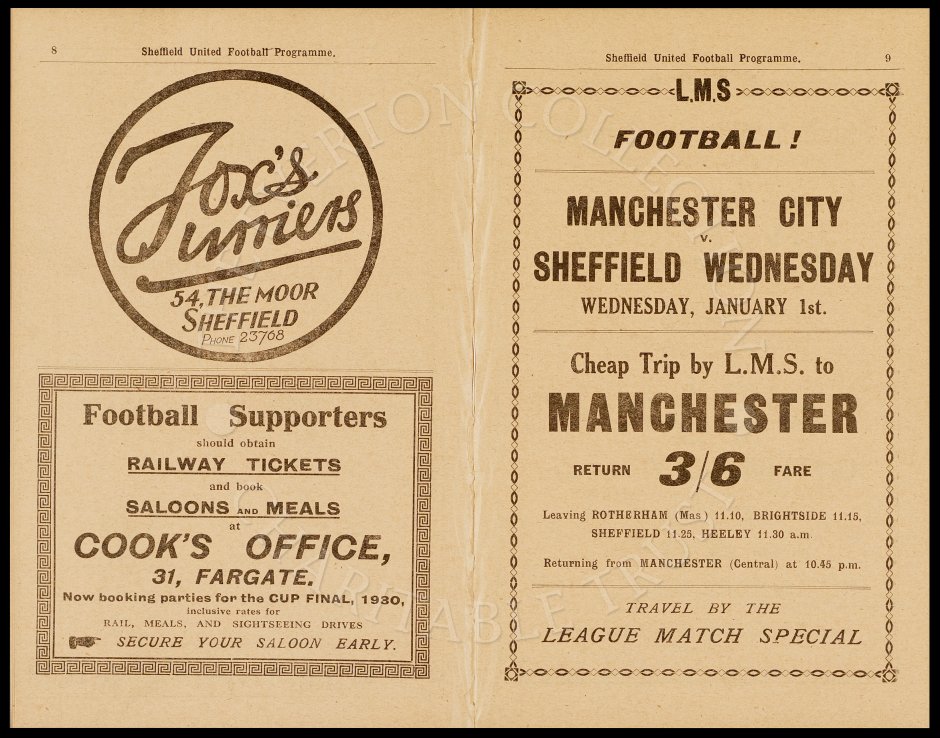 8
Sheffield United Football Programme.
Fox's
Furriers
54, THE MOOR
SHEFFIELD
PHONE 23768
Football Supporters
should obtain
RAILWAY TICKETS
and book
SALOONS AND MEALS
at
COOK'S OFFICE,
31, FARGATE.
Now booking parties for the CUP FINAL, 1930,
inclusive rates for
RAIL, MEALS, AND SIGHTSEEING DRIVES
SECURE YOUR SALOON EARLY.
Sheffield United Football Programme.
9
L.M.S
FOOTBALL!
MANCHESTER CITY
v.
SHEFFIELD WEDNESDAY
WEDNESDAY, JANUARY 1st.
Cheap Trip by L.M.S. to
MANCHESTER
RETURN 3/6 FARE
Leaving ROTHERHAM (Mas) 11.10, BRIGHTSIDE 11.15,
SHEFFIELD 11.25, HEELEY 11.30 a.m.
Returning from MANCHESTER (Central) at 10.45 p.m.
TRAVEL BY THE
LEAGUE MATCH SPECIAL